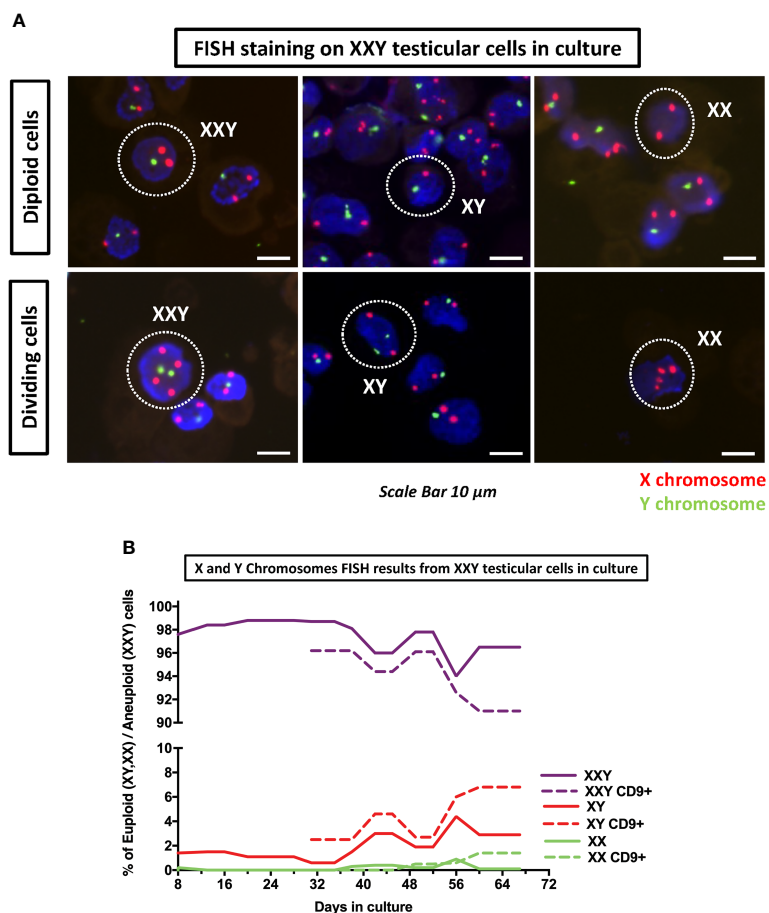 A
FISH staining on XXY testicular cells in culture
Diploid cells
XXY
XY
XX
Dividing cells
XXY
XY
XX
Scale Bar 10 μm
X chromosome
Y chromosome
B
X and Y Chromosomes FISH results from XXY testicular cells in culture
% of Euploid (XY,XX) / Aneuploid (XXY) cells
100
98
96
94
92
90
10
8
6
4
2
0
8 16 24 32 40 48 56 64 72
Days in culture
XXY
XXY CD9+
XY
XY CD9+
XX
XX CD9+